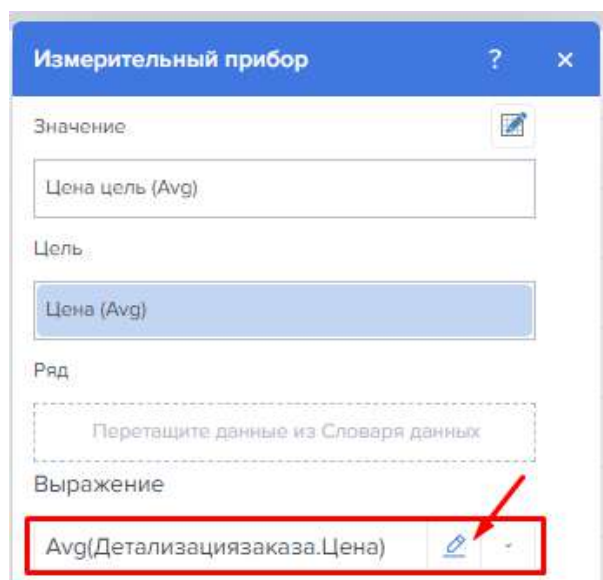 Измерительный прибор ? ×
Значение
Цена цель (Avg)
Цель
Цена (Avg)
Ряд
Перетащите данные из Словаря данных
Выражение
Avg(Детализациязаказа.Цена)